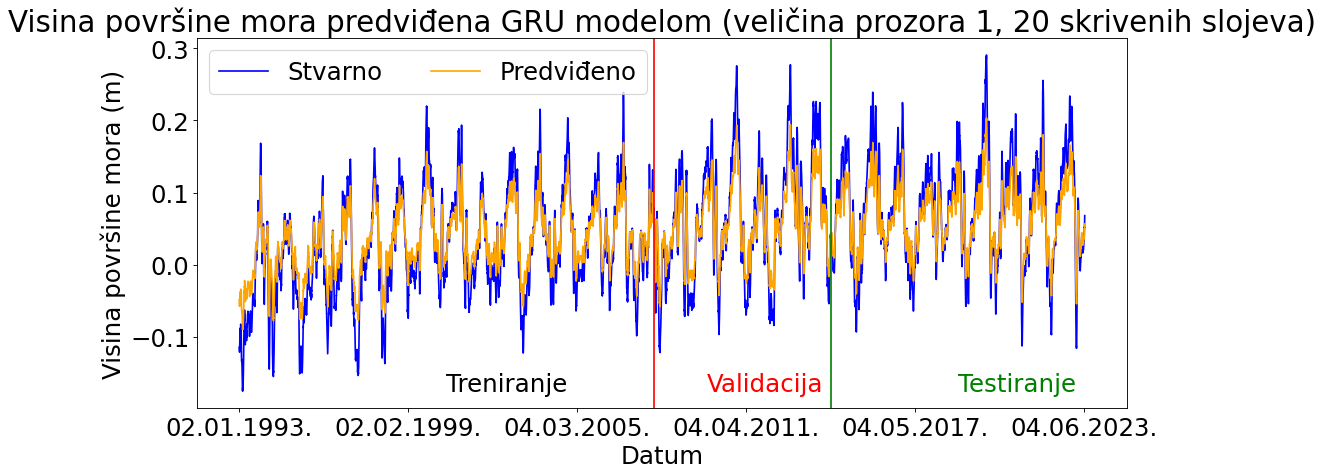 Visina površine mora predviđena GRU modelom (veličina prozora 1, 20 skrivenih slojeva)
Stvarno
Predviđeno
Visina površine mora (m)
0.3
0.2
0.1
0.0
−0.1
Treniranje
Validacija
Testiranje
02.01.1993.
02.02.1999.
04.03.2005.
04.04.2011.
04.05.2017.
04.06.2023.
Datum